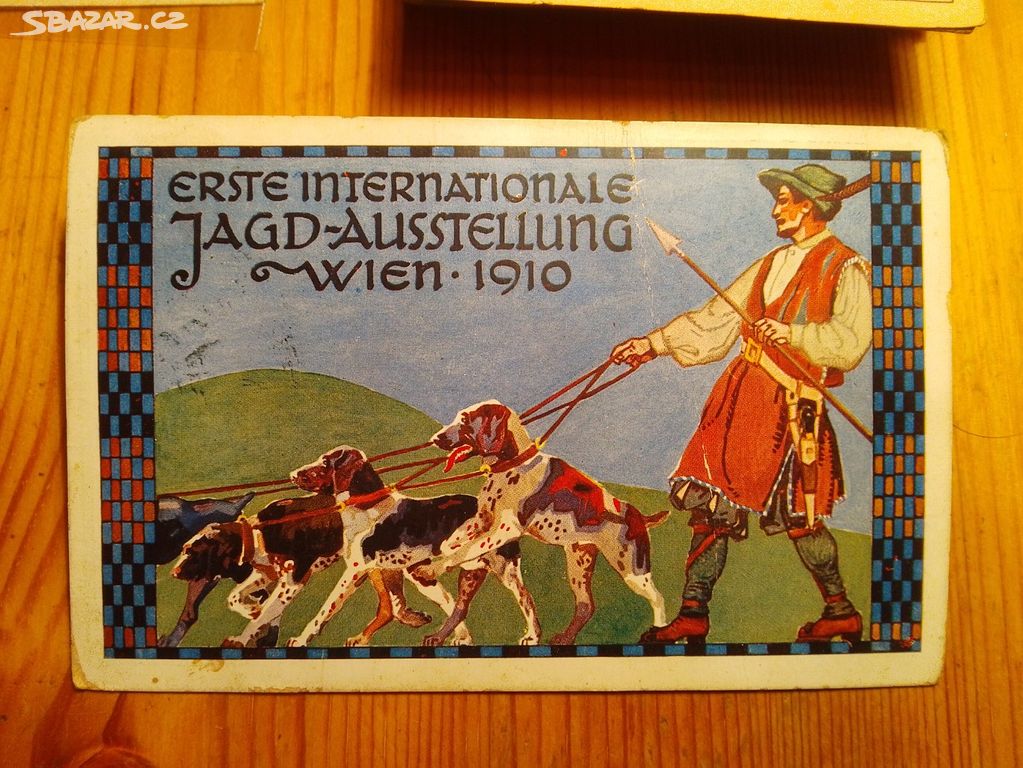 SBAZAR.CZ
ERSTE INTERNATIONALE
JAGD-AUSSTELLUNG
WIEN · 1910